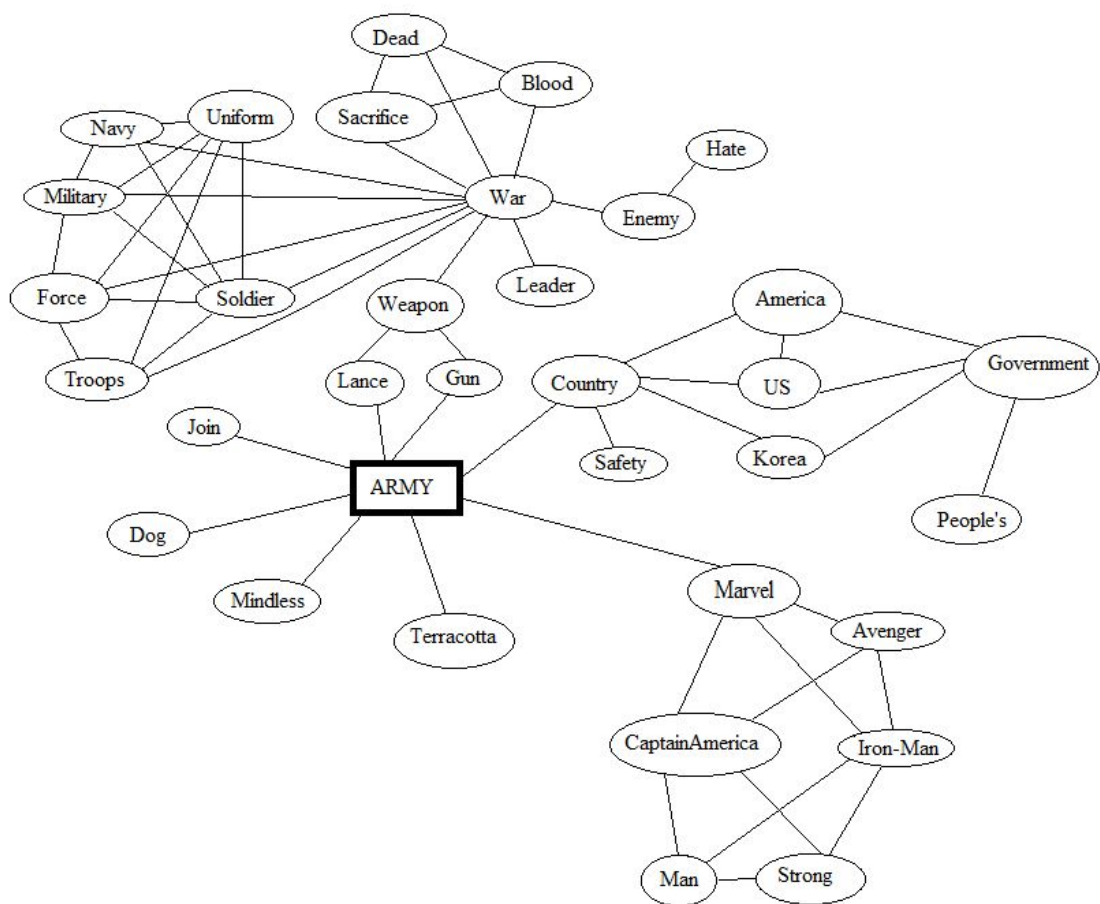 Dead
Blood
Uniform
Navy
Sacrifice
Hate
Military
War
Enemy
Force
Soldier
Leader
Weapon
America
Troops
Lance
Gun
Country
US
Government
Join
Safety
Korea
ARMY
Dog
People's
Mindless
Terracotta
Marvel
Avenger
CaptainAmerica
Iron-Man
Man
Strong